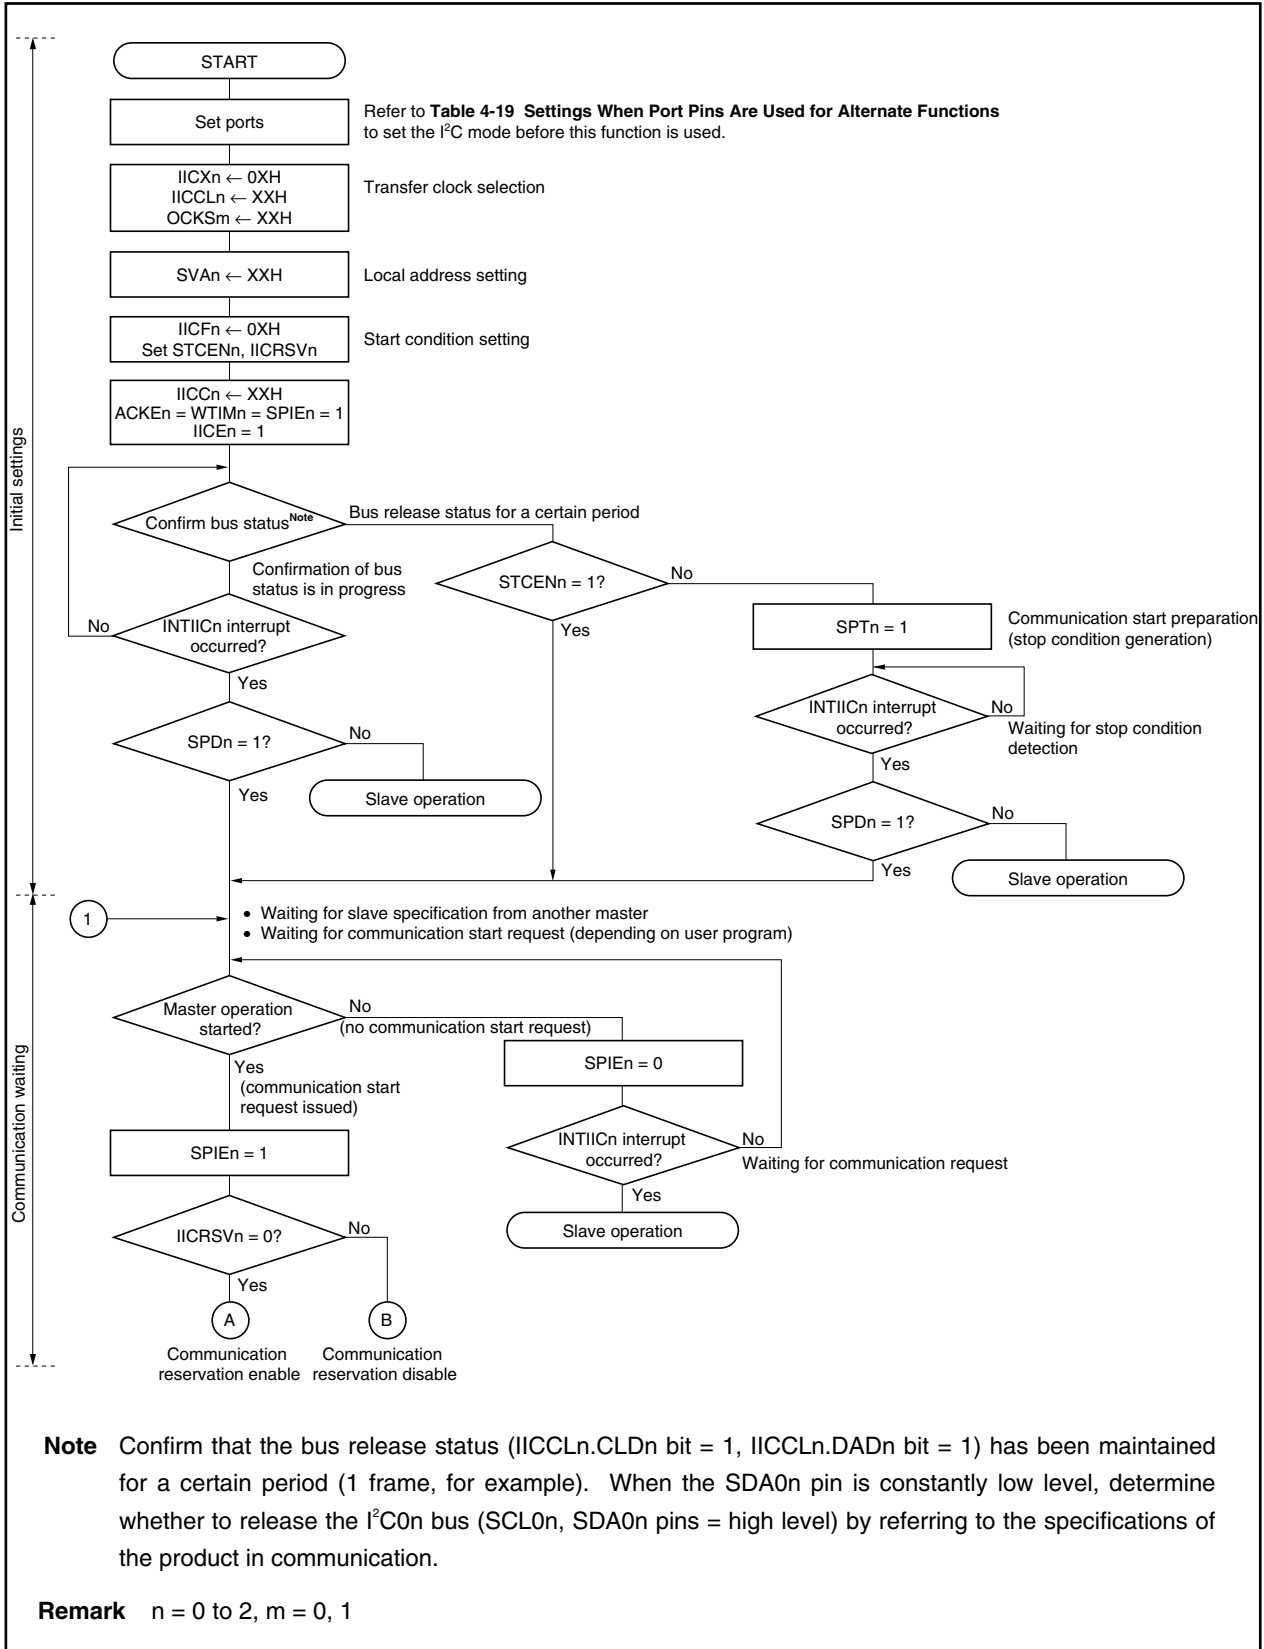 START
Set ports
Refer to Table 4-19 Settings When Port Pins Are Used for Alternate Functions
to set the I²C mode before this function is used.
IICXn ← 0XH
IICCLn ← XXH
OCKSm ← XXH
Transfer clock selection
SVAn ← XXH
Local address setting
IICFn ← 0XH
Set STCENn, IICRSVn
Start condition setting
IICCn ← XXH
ACKEn = WTIMn = SPIEn = 1
IICEn = 1
Initial settings
Confirm bus statusNote
Bus release status for a certain period
Confirmation of bus
status is in progress
STCENn = 1?
No
Yes
SPTn = 1
Communication start preparation
(stop condition generation)
No
INTIICn interrupt
occurred?
Yes
INTIICn interrupt
occurred?
No
Waiting for stop condition
detection
Yes
SPDn = 1?
No
Slave operation
Yes
SPDn = 1?
No
Slave operation
Yes
1
• Waiting for slave specification from another master
• Waiting for communication start request (depending on user program)
Communication waiting
Master operation
started?
No
(no communication start request)
Yes
(communication start
request issued)
SPIEn = 0
INTIICn interrupt
occurred?
No
Waiting for communication request
Yes
Slave operation
SPIEn = 1
IICRSVn = 0?
No
Yes
A
B
Communication
reservation enable
Communication
reservation disable
Note Confirm that the bus release status (IICCLn.CLDn bit = 1, IICCLn.DADn bit = 1) has been maintained
for a certain period (1 frame, for example). When the SDA0n pin is constantly low level, determine
whether to release the I²C0n bus (SCL0n, SDA0n pins = high level) by referring to the specifications of
the product in communication.
Remark n = 0 to 2, m = 0, 1